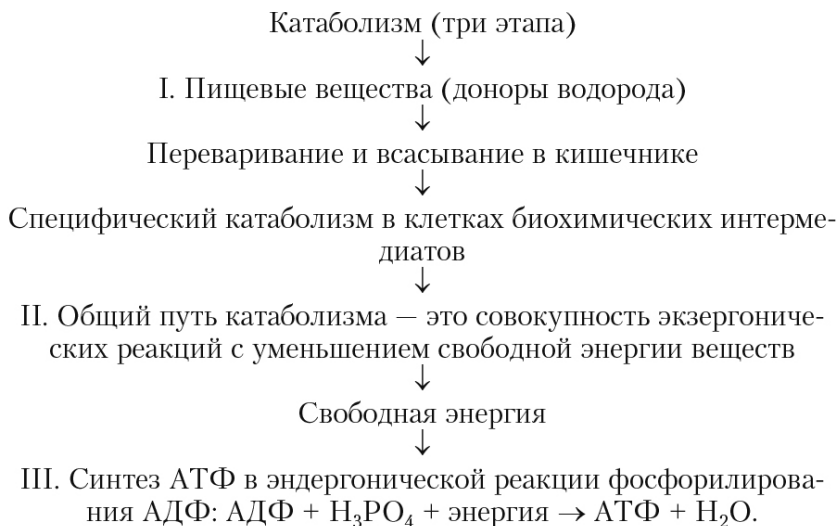 Катаболизм (три этапа)
↓
I. Пищевые вещества (доноры водорода)
↓
Переваривание и всасывание в кишечнике
↓
Специфический катаболизм в клетках биохимических интерме-
диатов
↓
II. Общий путь катаболизма — это совокупность экзергониче-
ских реакций с уменьшением свободной энергии веществ
↓
Свободная энергия
↓
III. Синтез АТФ в эндергонической реакции фосфорилирова-
ния АДФ: АДФ + H₃PO₄ + энергия → АТФ + H₂O.